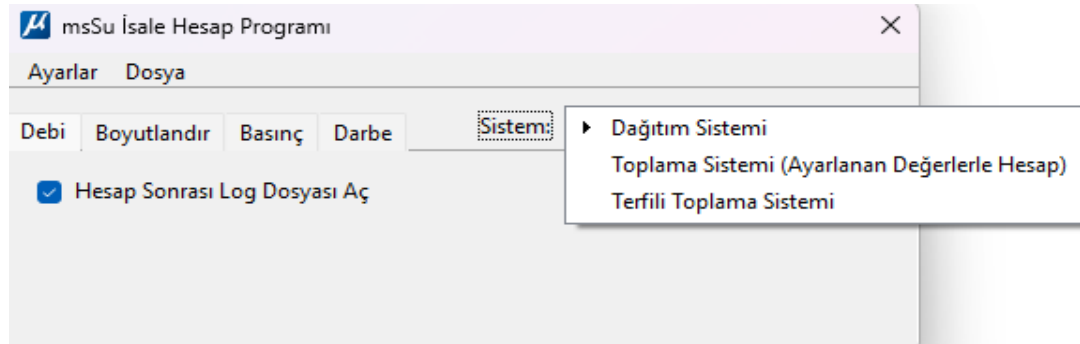 msSu İsale Hesap Programı
Ayarlar Dosya
Debi Boyutlandır Basınç Darbe Sistem:
Dağıtım Sistemi
Toplama Sistemi (Ayarlanan Değerlerle Hesap)
Terfili Toplama Sistemi
Hesap Sonrası Log Dosyası Aç